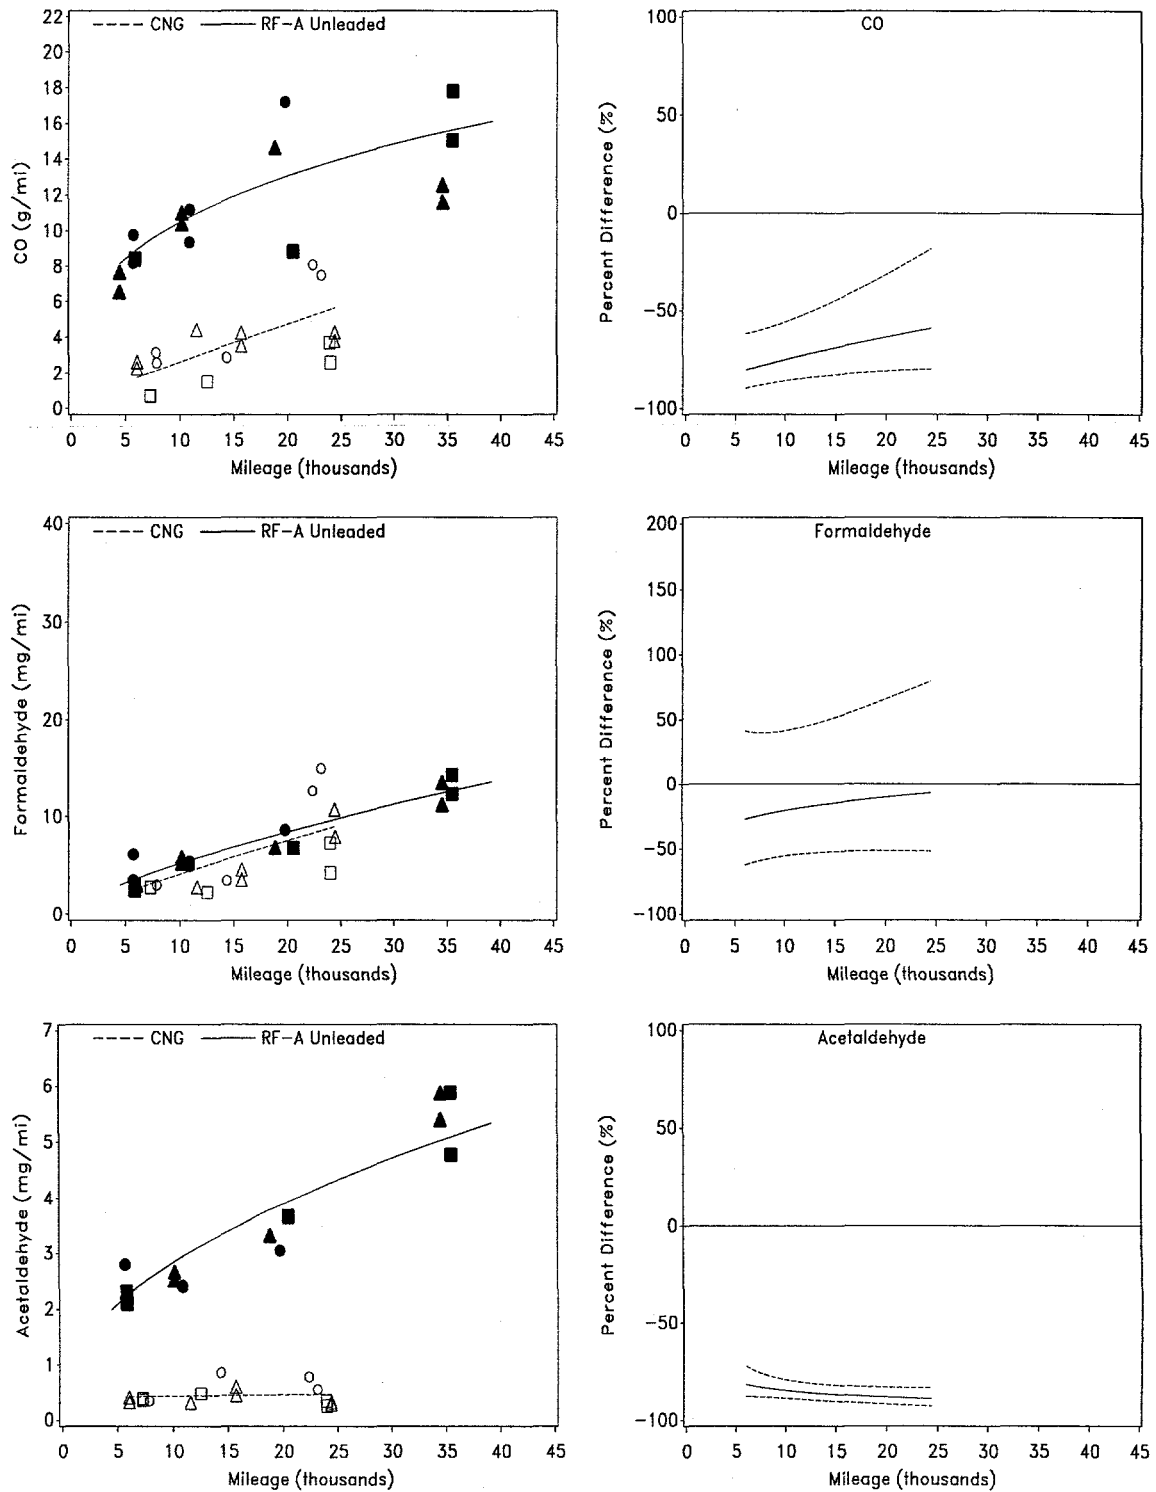 CNG RF-A Unleaded
22
20
18
16
14
12
10
8
6
4
2
0
CO (g/mi)
0 5 10 15 20 25 30 35 40 45
Mileage (thousands)
CO
100
50
0
-50
-100
Percent Difference (%)
0 5 10 15 20 25 30 35 40 45
Mileage (thousands)
CNG RF-A Unleaded
40
30
20
10
0
Formaldehyde (mg/mi)
0 5 10 15 20 25 30 35 40 45
Mileage (thousands)
Formaldehyde
200
150
100
50
0
-50
-100
Percent Difference (%)
0 5 10 15 20 25 30 35 40 45
Mileage (thousands)
CNG RF-A Unleaded
7
6
5
4
3
2
1
0
Acetaldehyde (mg/mi)
0 5 10 15 20 25 30 35 40 45
Mileage (thousands)
Acetaldehyde
100
50
0
-50
-100
Percent Difference (%)
0 5 10 15 20 25 30 35 40 45
Mileage (thousands)